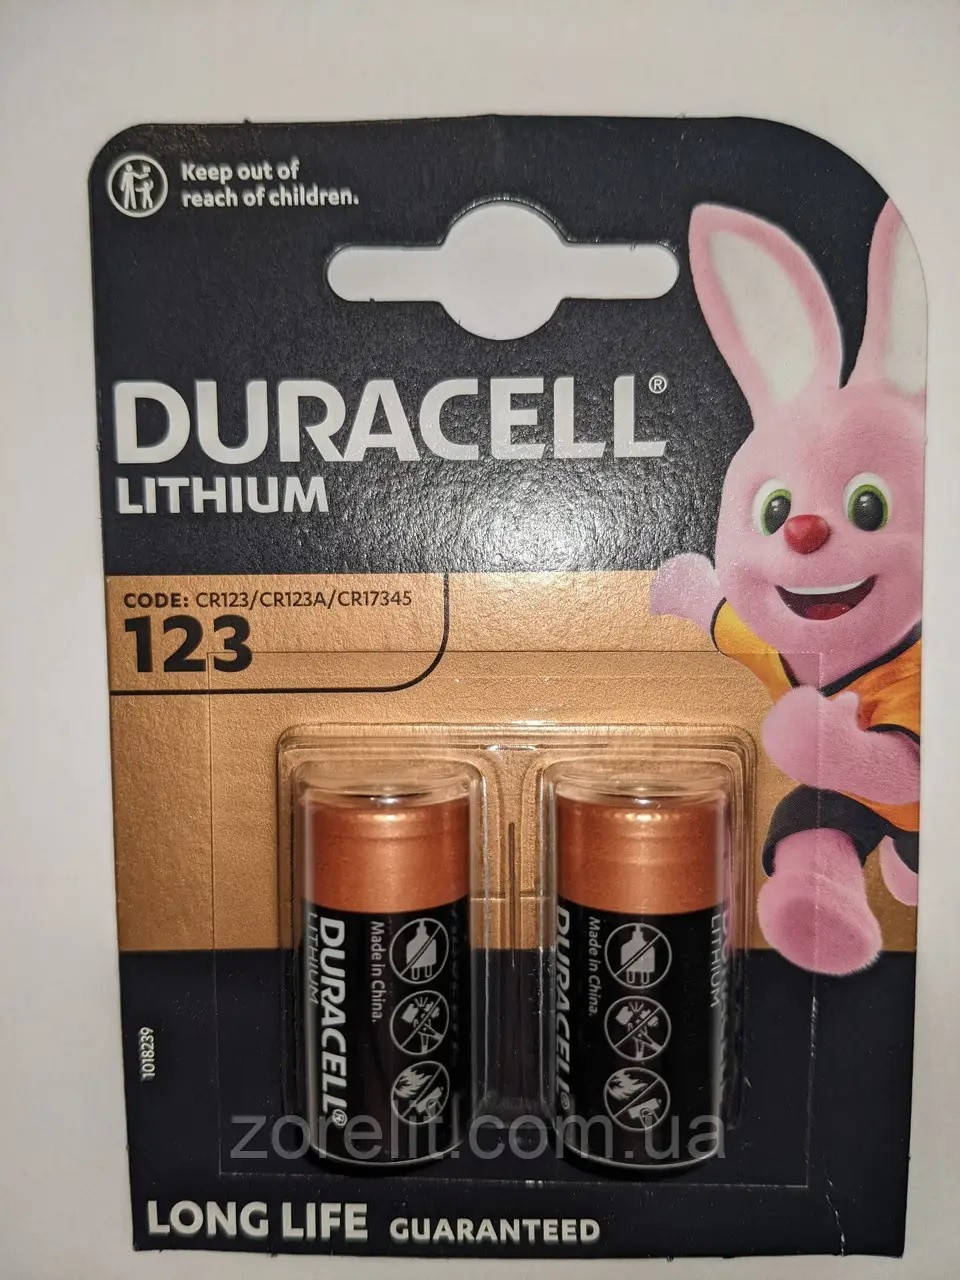 Keep out of
reach of children.
DURACELL®
LITHIUM
CODE: CR123/CR123A/CR17345
123
DURACELL®
LITHIUM
Made in China.
DURACELL®
Made in China.
LITHIUM
1018239
zorelit.com.ua
LONG LIFE GUARANTEED